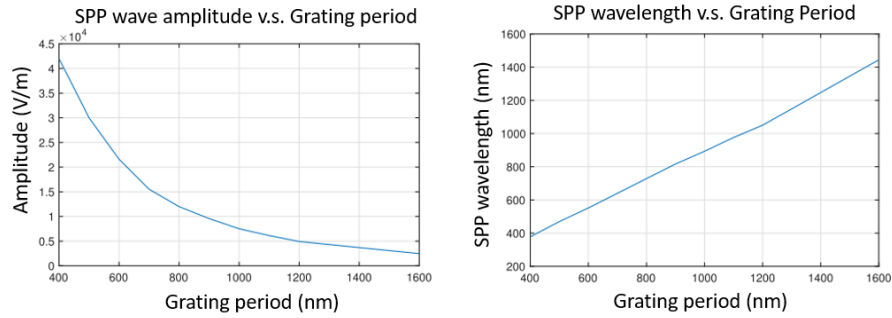 SPP wave amplitude v.s. Grating period
×10⁴
4.5
4
3.5
3
2.5
2
1.5
1
0.5
0
400 600 800 1000 1200 1400 1600
Amplitude (V/m)
Grating period (nm)
SPP wavelength v.s. Grating Period
1600
1400
1200
1000
800
600
400
200
400 600 800 1000 1200 1400 1600
SPP wavelength (nm)
Grating period (nm)